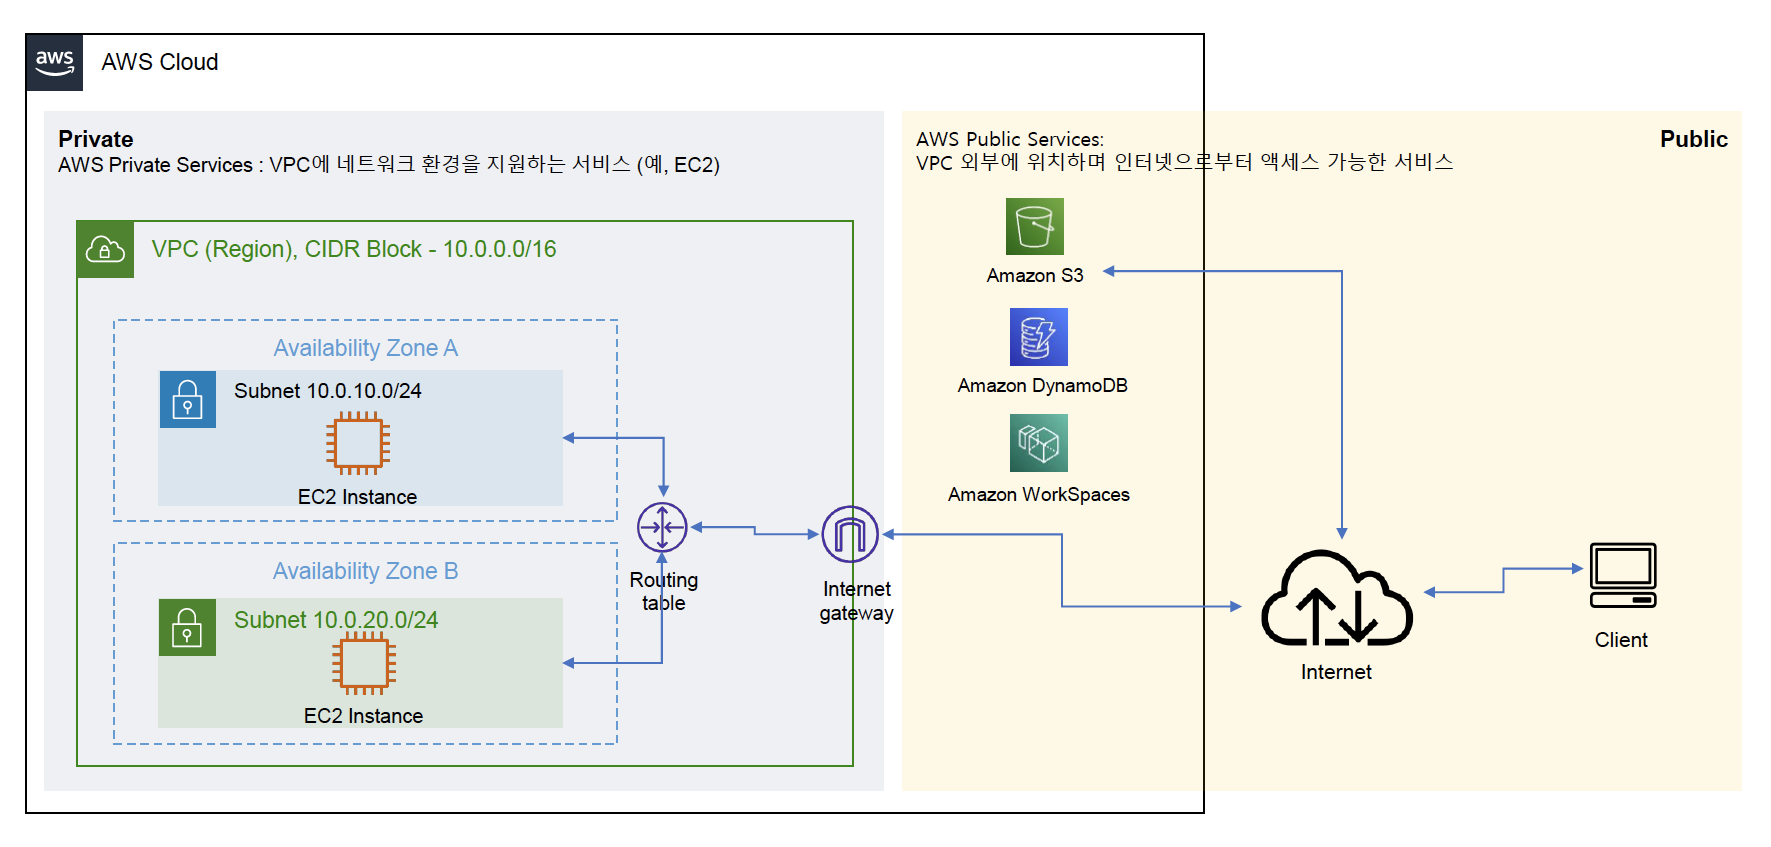 aws
AWS Cloud
Private
AWS Private Services : VPC에 네트워크 환경을 지원하는 서비스 (예, EC2)
VPC (Region), CIDR Block - 10.0.0.0/16
Availability Zone A
Subnet 10.0.10.0/24
EC2 Instance
Availability Zone B
Subnet 10.0.20.0/24
EC2 Instance
Routing
table
Internet
gateway
AWS Public Services:
VPC 외부에 위치하며 인터넷으로부터 액세스 가능한 서비스
Public
Amazon S3
Amazon DynamoDB
Amazon WorkSpaces
Internet
Client